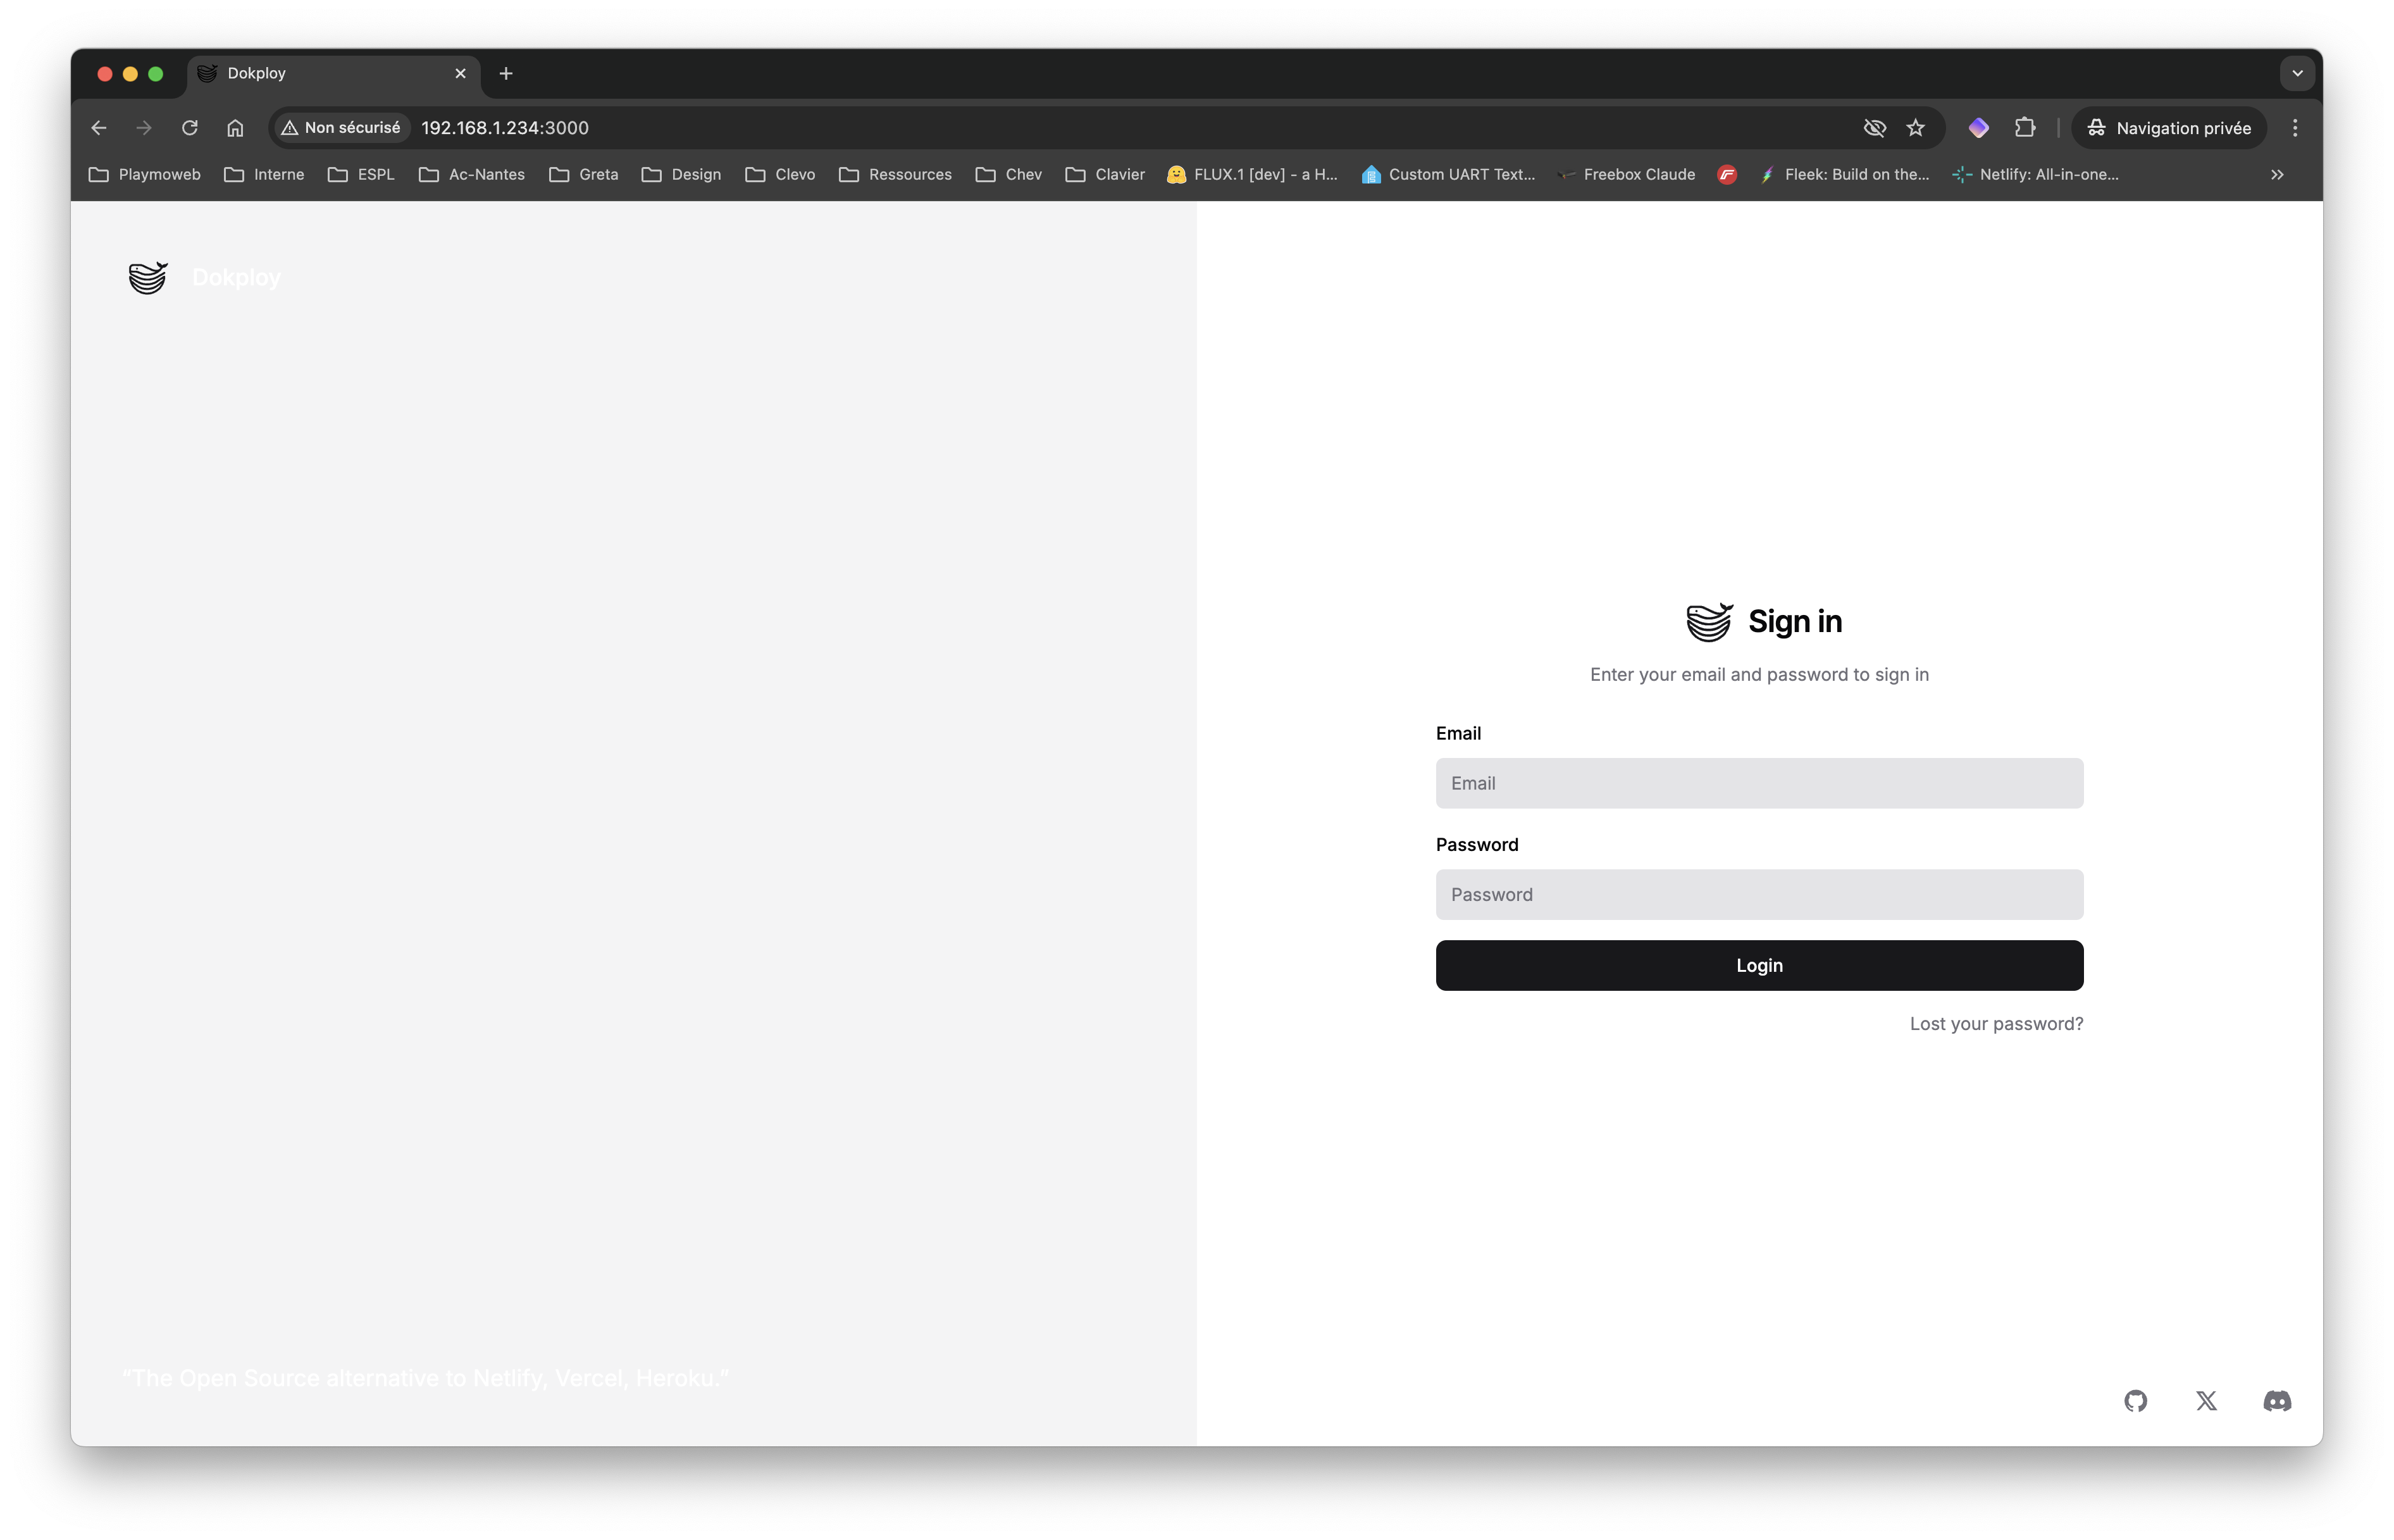 Dokploy
Non sécurisé 192.168.1.234:3000 Navigation privée
Playmoweb Interne ESPL Ac-Nantes Greta Design Clevo Ressources Chev Clavier FLUX.1 [dev] - a H... Custom UART Text... Freebox Claude Fleek: Build on the... Netlify: All-in-one...
Dokploy
“The Open Source alternative to Netlify, Vercel, Heroku.”
Sign in
Enter your email and password to sign in
Email
Email
Password
Password
Login
Lost your password?